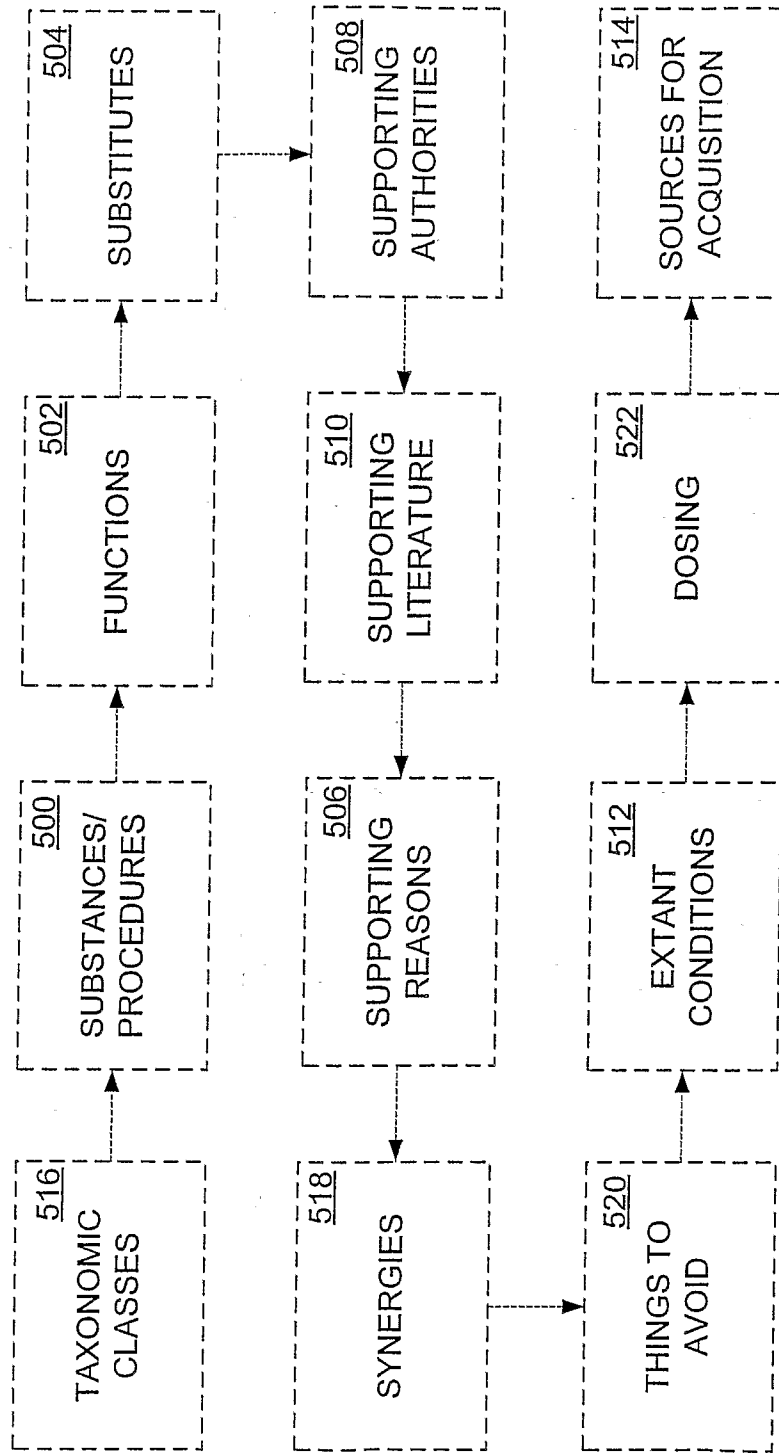 516
TAXONOMIC
CLASSES
500
SUBSTANCES/
PROCEDURES
502
FUNCTIONS
504
SUBSTITUTES
508
SUPPORTING
AUTHORITIES
510
SUPPORTING
LITERATURE
506
SUPPORTING
REASONS
518
SYNERGIES
520
THINGS TO
AVOID
512
EXTANT
CONDITIONS
522
DOSING
514
SOURCES FOR
ACQUISITION